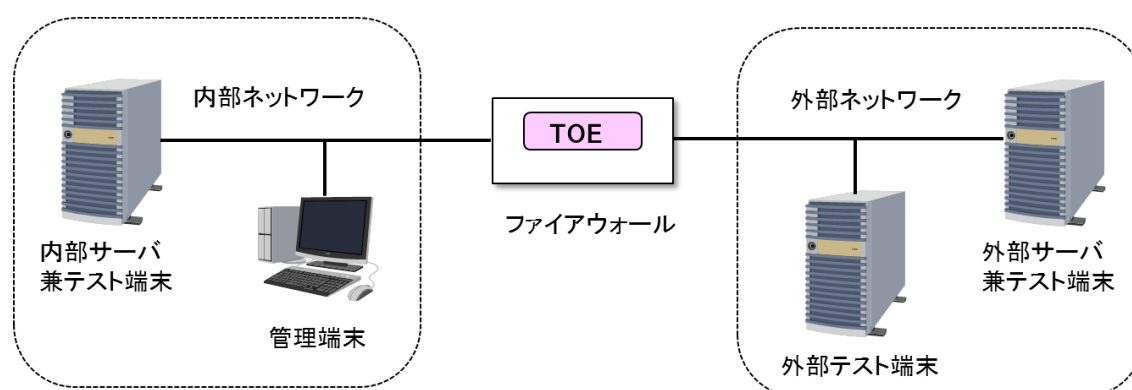 内部ネットワーク
TOE
外部ネットワーク
内部サーバ
兼テスト端末
管理端末
ファイアウォール
外部サーバ
兼テスト端末
外部テスト端末